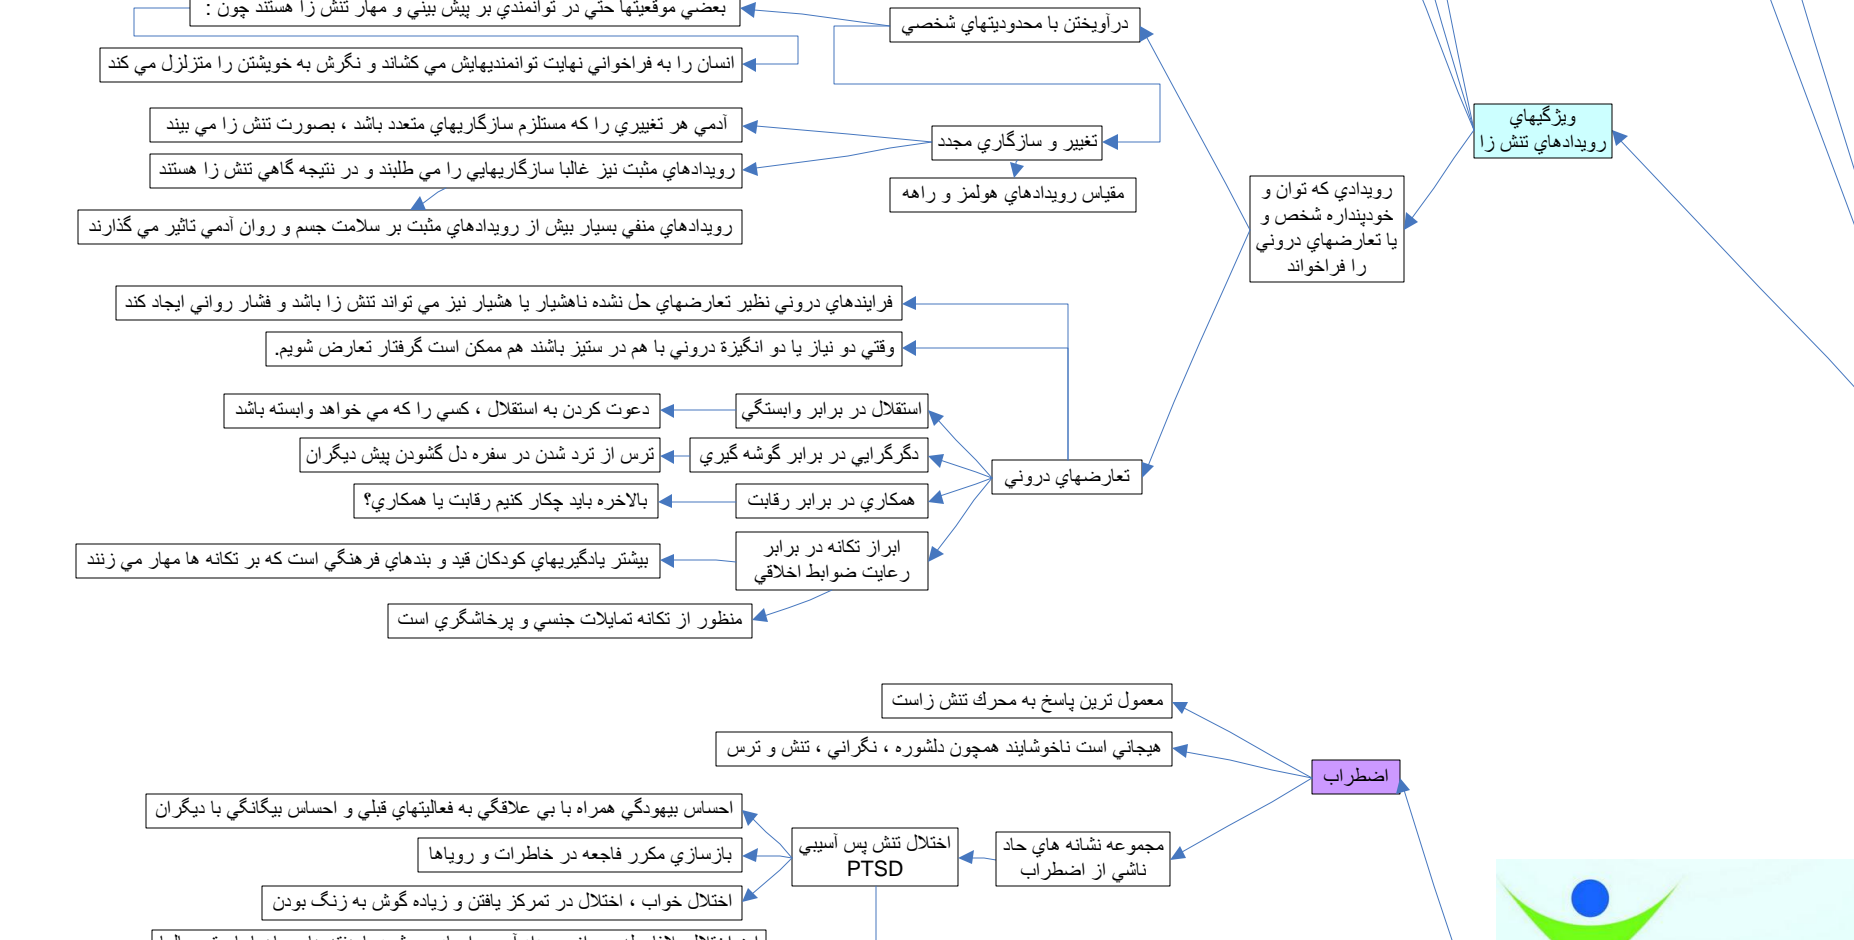 ويژگيهاي
رويدادهاي تنش زا
رويدادي كه توان و
خودپنداره شخص و
يا تعارضهاي دروني
را فراخواند
درآويختن با محدوديتهاي شخصي
بعضي موقعيتها حتي در توانمندي بر پيش بيني و مهار تنش زا هستند چون :
انسان را به فراخواني نهايت توانمنديهايش مي كشاند و نگرش به خويشتن را متزلزل مي كند
تغيير و سازگاري مجدد
آدمي هر تغييري را كه مستلزم سازگاريهاي متعدد باشد ، بصورت تنش زا مي بيند
رويدادهاي مثبت نيز غالبا سازگاريهايي را مي طلبند و در نتيجه گاهي تنش زا هستند
مقياس رويدادهاي هولمز و راهه
رويدادهاي منفي بسيار بيش از رويدادهاي مثبت بر سلامت جسم و روان آدمي تاثير مي گذارند
تعارضهاي دروني
فرايندهاي دروني نظير تعارضهاي حل نشده ناهشيار يا هشيار نيز مي تواند تنش زا باشد و فشار رواني ايجاد كند
وقتي دو نياز يا دو انگيزة دروني با هم در ستيز باشند هم ممكن است گرفتار تعارض شويم.
استقلال در برابر وابستگي
دعوت كردن به استقلال ، كسي را كه مي خواهد وابسته باشد
دگرگرايي در برابر گوشه گيري
ترس از ترد شدن در سفره دل گشودن پيش ديگران
همكاري در برابر رقابت
بالاخره بايد چكار كنيم رقابت يا همكاري؟
ابراز تكانه در برابر
رعايت ضوابط اخلاقي
بيشتر يادگيريهاي كودكان قيد و بندهاي فرهنگي است كه بر تكانه ها مهار مي زنند
منظور از تكانه تمايلات جنسي و پرخاشگري است
اضطراب
معمول ترين پاسخ به محرك تنش زاست
هيجاني است ناخوشايند همچون دلشوره ، نگراني ، تنش و ترس
مجموعه نشانه هاي حاد
ناشي از اضطراب
اختلال تنش پس آسيبي
PTSD
احساس بيهودگي همراه با بي علاقگي به فعاليتهاي قبلي و احساس بيگانگي با ديگران
بازسازي مكرر فاجعه در خاطرات و روياها
اختلال خواب ، اختلال در تمركز يافتن و زياده گوش به زنگ بودن